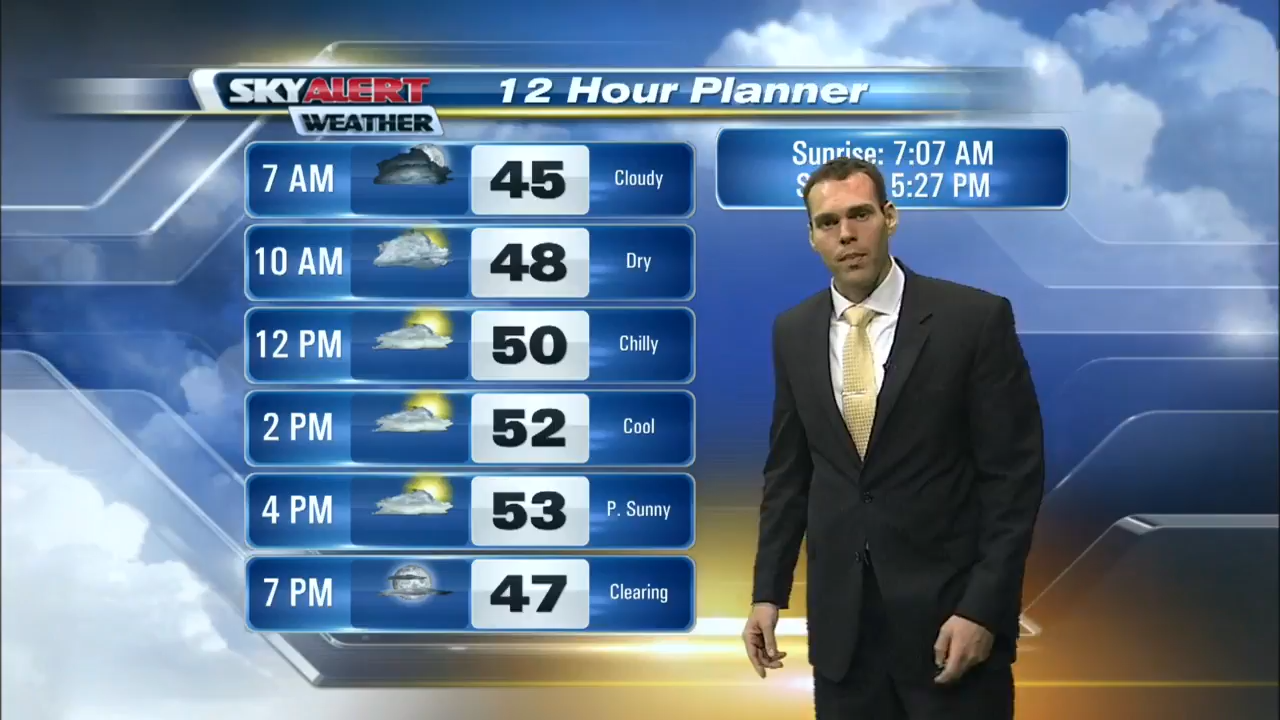 SKYALERT
WEATHER
12 Hour Planner
Sunrise: 7:07 AM
5:27 PM
7 AM 45 Cloudy
10 AM 48 Dry
12 PM 50 Chilly
2 PM 52 Cool
4 PM 53 P. Sunny
7 PM 47 Clearing